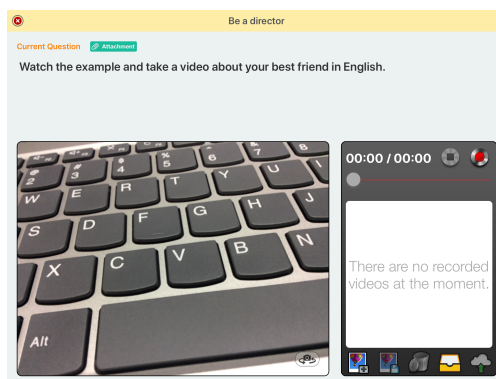 Be a director
Current Question Attachment
Watch the example and take a video about your best friend in English.
00:00 / 00:00
2 3 4 5 6 7 8
W E R T Y U I
S D F G H J
X C V B N
Alt
There are no recorded
videos at the moment.